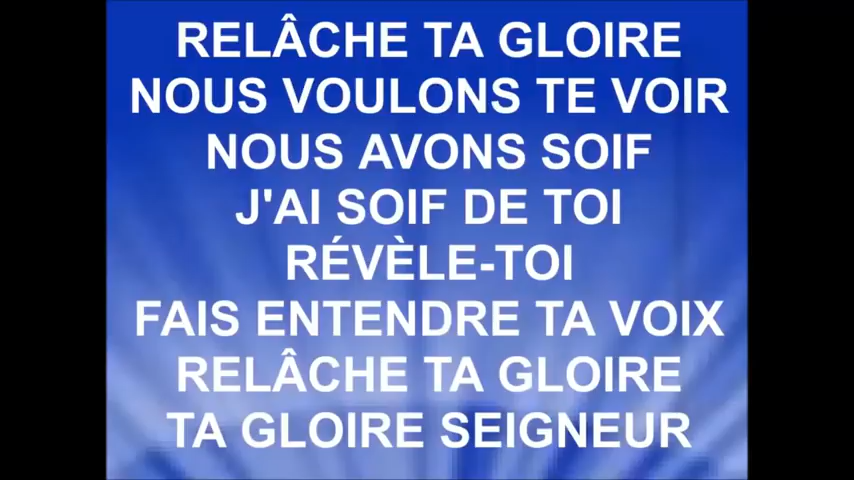 RELÂCHE TA GLOIRE
NOUS VOULONS TE VOIR
NOUS AVONS SOIF
J'AI SOIF DE TOI
RÉVÈLE-TOI
FAIS ENTENDRE TA VOIX
RELÂCHE TA GLOIRE
TA GLOIRE SEIGNEUR